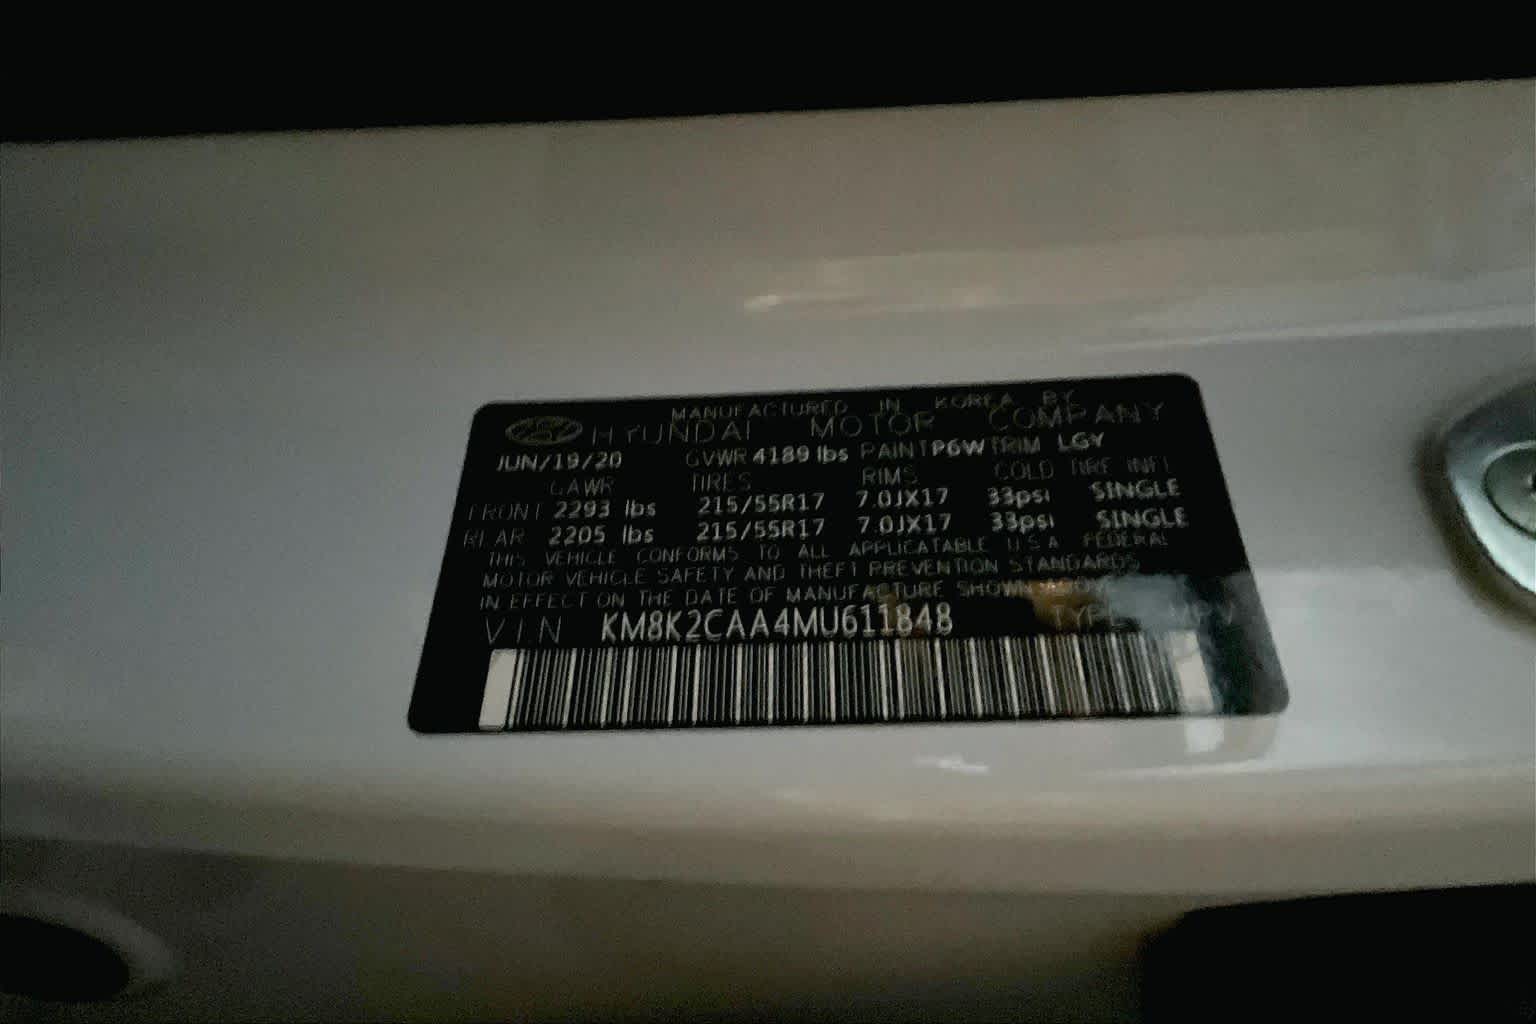 MANUFACTURED IN KOREA BY
HYUNDAI MOTOR COMPANY
JUN/19/20 GVWR 4189 lbs PAINT P6W TRIM LGY
GAWR TIRES RIMS COLD TIRE INFL
FRONT 2293 lbs 215/55R17 7.0JX17 33psi SINGLE
REAR 2205 lbs 215/55R17 7.0JX17 33psi SINGLE
THIS VEHICLE CONFORMS TO ALL APPLICATABLE U.S.A FEDERAL
MOTOR VEHICLE SAFETY AND THEFT PREVENTION STANDARDS
IN EFFECT ON THE DATE OF MANUFACTURE SHOWN
VIN KM8K2CAA4MU611848 TYPE MPV